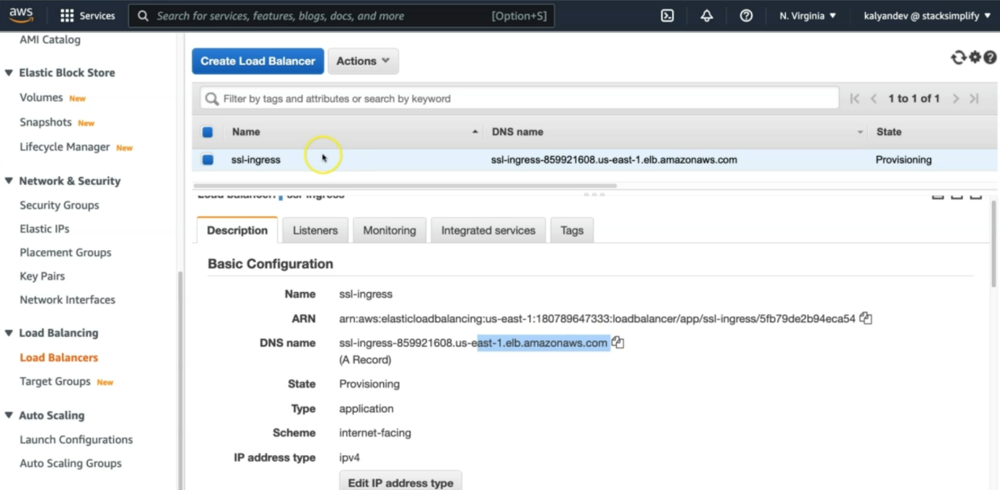 aws Services Search for services, features, blogs, docs, and more [Option+S] N. Virginia ▼ kalyandev @ stacksimplify ▼
AMI Catalog
Elastic Block Store
Volumes New
Snapshots New
Lifecycle Manager New
Network & Security
Security Groups
Elastic IPs
Placement Groups
Key Pairs
Network Interfaces
Load Balancing
Load Balancers
Target Groups New
Auto Scaling
Launch Configurations
Auto Scaling Groups
Create Load Balancer Actions
Filter by tags and attributes or search by keyword 1 to 1 of 1
Name DNS name State
ssl-ingress ssl-ingress-859921608.us-east-1.elb.amazonaws.com Provisioning
Load balancer: ssl-ingress
Description Listeners Monitoring Integrated services Tags
Basic Configuration
Name ssl-ingress
ARN arn:aws:elasticloadbalancing:us-east-1:180789647333:loadbalancer/app/ssl-ingress/5fb79de2b94eca54
DNS name ssl-ingress-859921608.us-east-1.elb.amazonaws.com
(A Record)
State Provisioning
Type application
Scheme internet-facing
IP address type ipv4
Edit IP address type